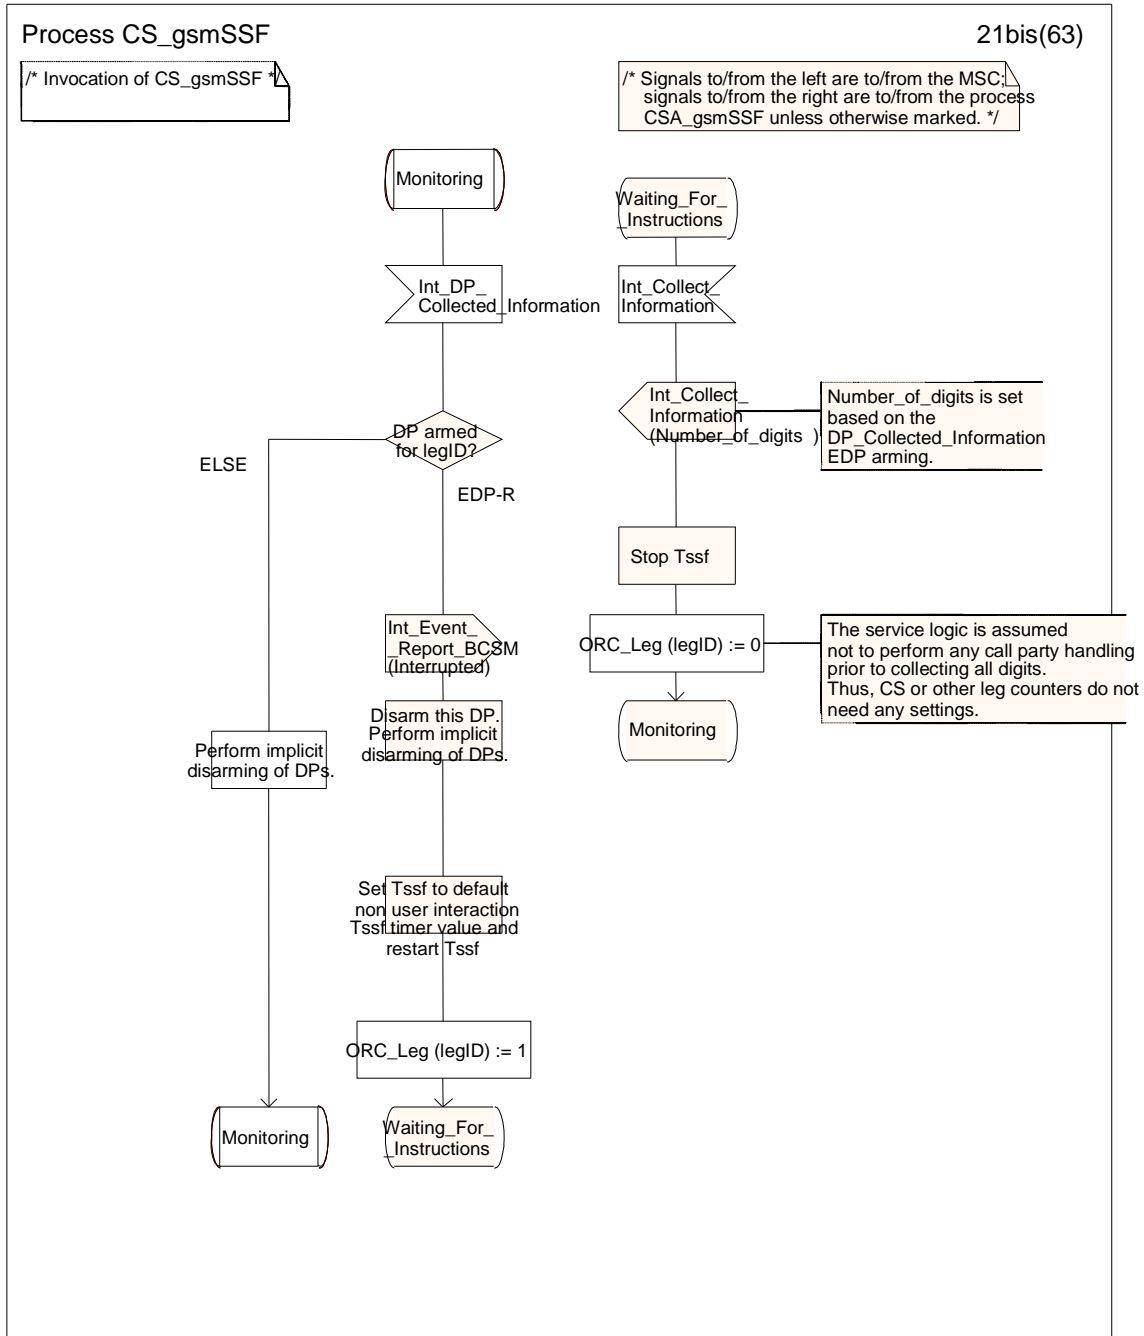 Process CS_gsmSSF
21bis(63)
/* Invocation of CS_gsmSSF */
/* Signals to/from the left are to/from the MSC;
signals to/from the right are to/from the process
CSA_gsmSSF unless otherwise marked. */
Monitoring
Int_DP_
Collected_Information
DP armed
for legID?
ELSE
EDP-R
Int_Event_
_Report_BCSM
(Interrupted)
Disarm this DP.
Perform implicit
disarming of DPs.
Perform implicit
disarming of DPs.
Set Tssf to default
non user interaction
Tssf timer value and
restart Tssf
ORC_Leg (legID) := 1
Monitoring
Waiting_For_
_Instructions
Waiting_For_
_Instructions
Int_Collect_
Information
Int_Collect_
Information
(Number_of_digits )
Number_of_digits is set
based on the
DP_Collected_Information
EDP arming.
Stop Tssf
ORC_Leg (legID) := 0
The service logic is assumed
not to perform any call party handling
prior to collecting all digits.
Thus, CS or other leg counters do not
need any settings.
Monitoring